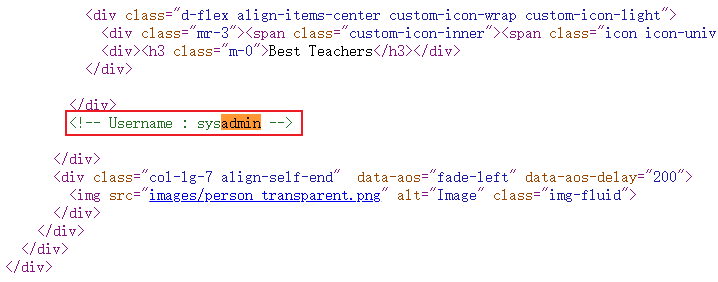 <div class="d-flex align-items-center custom-icon-wrap custom-icon-light">
<div class="mr-3"><span class="custom-icon-inner"><span class="icon icon-univ
<div><h3 class="m-0">Best Teachers</h3></div>
</div>
</div>
<!-- Username : sysadmin -->
</div>
<div class="col-lg-7 align-self-end"  data-aos="fade-left" data-aos-delay="200">
<img src="images/person_transparent.png" alt="Image" class="img-fluid">
</div>
</div>
</div>
</div>